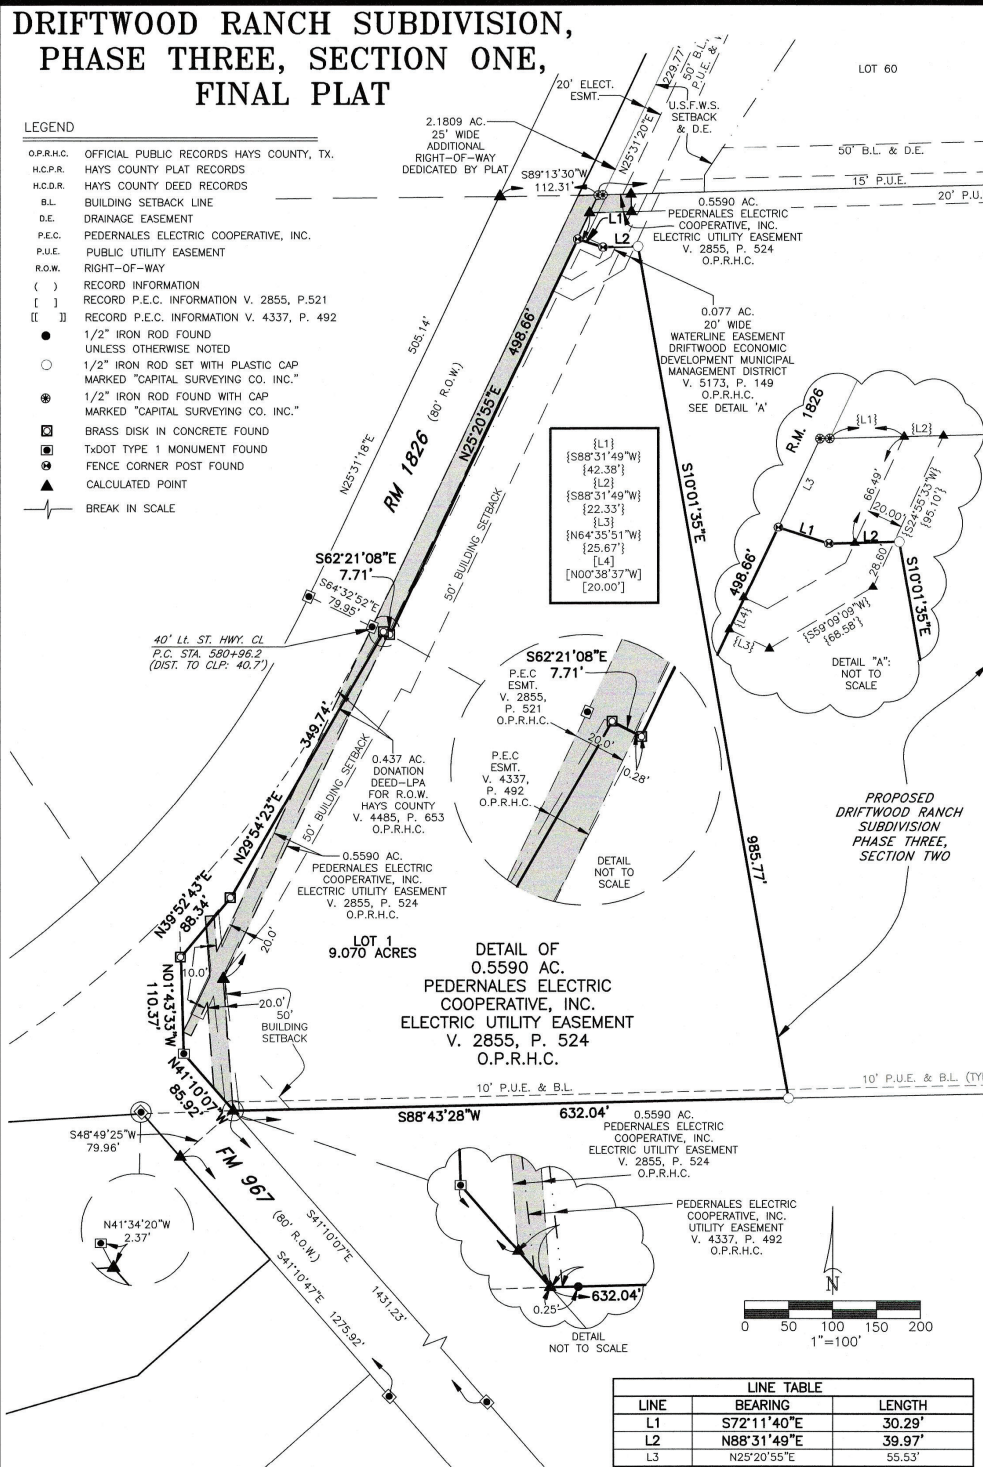 DRIFTWOOD RANCH SUBDIVISION,
PHASE THREE, SECTION ONE,
FINAL PLAT
LEGEND
O.P.R.H.C. OFFICIAL PUBLIC RECORDS HAYS COUNTY, TX.
H.C.P.R. HAYS COUNTY PLAT RECORDS
H.C.D.R. HAYS COUNTY DEED RECORDS
B.L. BUILDING SETBACK LINE
D.E. DRAINAGE EASEMENT
P.E.C. PEDERNALES ELECTRIC COOPERATIVE, INC.
P.U.E. PUBLIC UTILITY EASEMENT
R.O.W. RIGHT-OF-WAY
( ) RECORD INFORMATION
[ ] RECORD P.E.C. INFORMATION V. 2855, P.521
[[ ]] RECORD P.E.C. INFORMATION V. 4337, P. 492
1/2" IRON ROD FOUND
UNLESS OTHERWISE NOTED
1/2" IRON ROD SET WITH PLASTIC CAP
MARKED "CAPITAL SURVEYING CO. INC."
1/2" IRON ROD FOUND WITH CAP
MARKED "CAPITAL SURVEYING CO. INC."
BRASS DISK IN CONCRETE FOUND
TxDOT TYPE 1 MONUMENT FOUND
FENCE CORNER POST FOUND
CALCULATED POINT
BREAK IN SCALE
20' ELECT.
ESMT.
229.77'
50' B.L.,
P.U.E. &
N25°31'20"E
U.S.F.W.S.
SETBACK
& D.E.
LOT 60
50' B.L. & D.E.
15' P.U.E.
20' P.U.
2.1809 AC.
25' WIDE
ADDITIONAL
RIGHT-OF-WAY
DEDICATED BY PLAT
S89°13'30"W
112.31'
L1
L2
0.5590 AC.
PEDERNALES ELECTRIC
COOPERATIVE, INC.
ELECTRIC UTILITY EASEMENT
V. 2855, P. 524
O.P.R.H.C.
0.077 AC.
20' WIDE
WATERLINE EASEMENT
DRIFTWOOD ECONOMIC
DEVELOPMENT MUNICIPAL
MANAGEMENT DISTRICT
V. 5173, P. 149
O.P.R.H.C.
SEE DETAIL 'A'
505.14'
N25°31'18"E
RM 1826 (80' R.O.W.)
498.66'
N25°20'55"E
50' BUILDING SETBACK
{L1}
{S88°31'49"W}
{42.38'}
{L2}
{S88°31'49"W}
{22.33'}
{L3}
{N64°35'51"W}
{25.67'}
[L4]
[N00°38'37"W]
[20.00']
S10°01'35"E
985.77'
R.M. 1826
{L1}
{L2}
L3
66.49'
{20.00'}
{S24°55'33"W}
{95.10'}
L1
L2
498.66'
28.60'
S10°01'35"E
{L4}
{L3}
{S59°09'09"W}
{68.58'}
DETAIL "A":
NOT TO
SCALE
S62°21'08"E
7.71'
S64°32'52"E
79.95'
40' Lt. ST. HWY. CL
P.C. STA. 580+96.2
(DIST. TO CLP: 40.7')
S62°21'08"E
7.71'
P.E.C
ESMT.
V. 2855,
P. 521
O.P.R.H.C.
20.0'
0.28'
P.E.C
ESMT.
V. 4337,
P. 492
O.P.R.H.C.
DETAIL
NOT TO
SCALE
349.74'
N29°54'23"E
50' BUILDING SETBACK
0.437 AC.
DONATION
DEED-LPA
FOR R.O.W.
HAYS COUNTY
V. 4485, P. 653
O.P.R.H.C.
0.5590 AC.
PEDERNALES ELECTRIC
COOPERATIVE, INC.
ELECTRIC UTILITY EASEMENT
V. 2855, P. 524
O.P.R.H.C.
PROPOSED
DRIFTWOOD RANCH
SUBDIVISION
PHASE THREE,
SECTION TWO
N39°52'43"E
88.34'
20.0'
10.0'
20.0'
N01°43'33"W
110.37'
50'
BUILDING
SETBACK
LOT 1
9.070 ACRES
DETAIL OF
0.5590 AC.
PEDERNALES ELECTRIC
COOPERATIVE, INC.
ELECTRIC UTILITY EASEMENT
V. 2855, P. 524
O.P.R.H.C.
N41°10'07"W
85.92'
10' P.U.E. & B.L.
10' P.U.E. & B.L. (TY
S88°43'28"W 632.04'
S48°49'25"W
79.96'
N41°34'20"W
2.37'
FM 967 (80' R.O.W.)
S41°10'07"E
1431.23'
S41°10'47"E
1275.92'
0.5590 AC.
PEDERNALES ELECTRIC
COOPERATIVE, INC.
ELECTRIC UTILITY EASEMENT
V. 2855, P. 524
O.P.R.H.C.
PEDERNALES ELECTRIC
COOPERATIVE, INC.
UTILITY EASEMENT
V. 4337, P. 492
O.P.R.H.C.
632.04'
0.25'
DETAIL
NOT TO SCALE
N
0 50 100 150 200
1"=100'
LINE TABLE
LINE BEARING LENGTH
L1 S72°11'40"E 30.29'
L2 N88°31'49"E 39.97'
L3 N25°20'55"E 55.53'